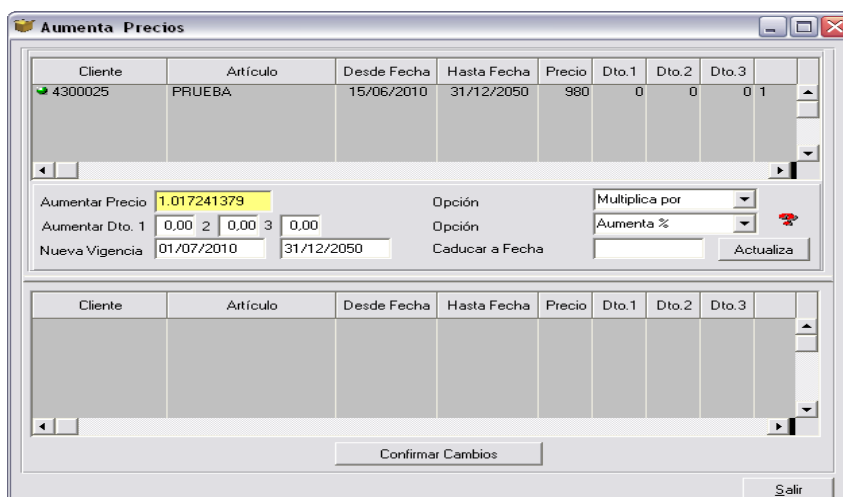 Aumenta Precios
Cliente Artículo Desde Fecha Hasta Fecha Precio Dto.1 Dto.2 Dto.3
4300025 PRUEBA 15/06/2010 31/12/2050 980 0 0 0 1
Aumentar Precio 1.017241379 Opción Multiplica por
Aumentar Dto. 1 0,00 2 0,00 3 0,00 Opción Aumenta %
Nueva Vigencia 01/07/2010 31/12/2050 Caducar a Fecha Actualiza
Cliente Artículo Desde Fecha Hasta Fecha Precio Dto.1 Dto.2 Dto.3
Confirmar Cambios
Salir